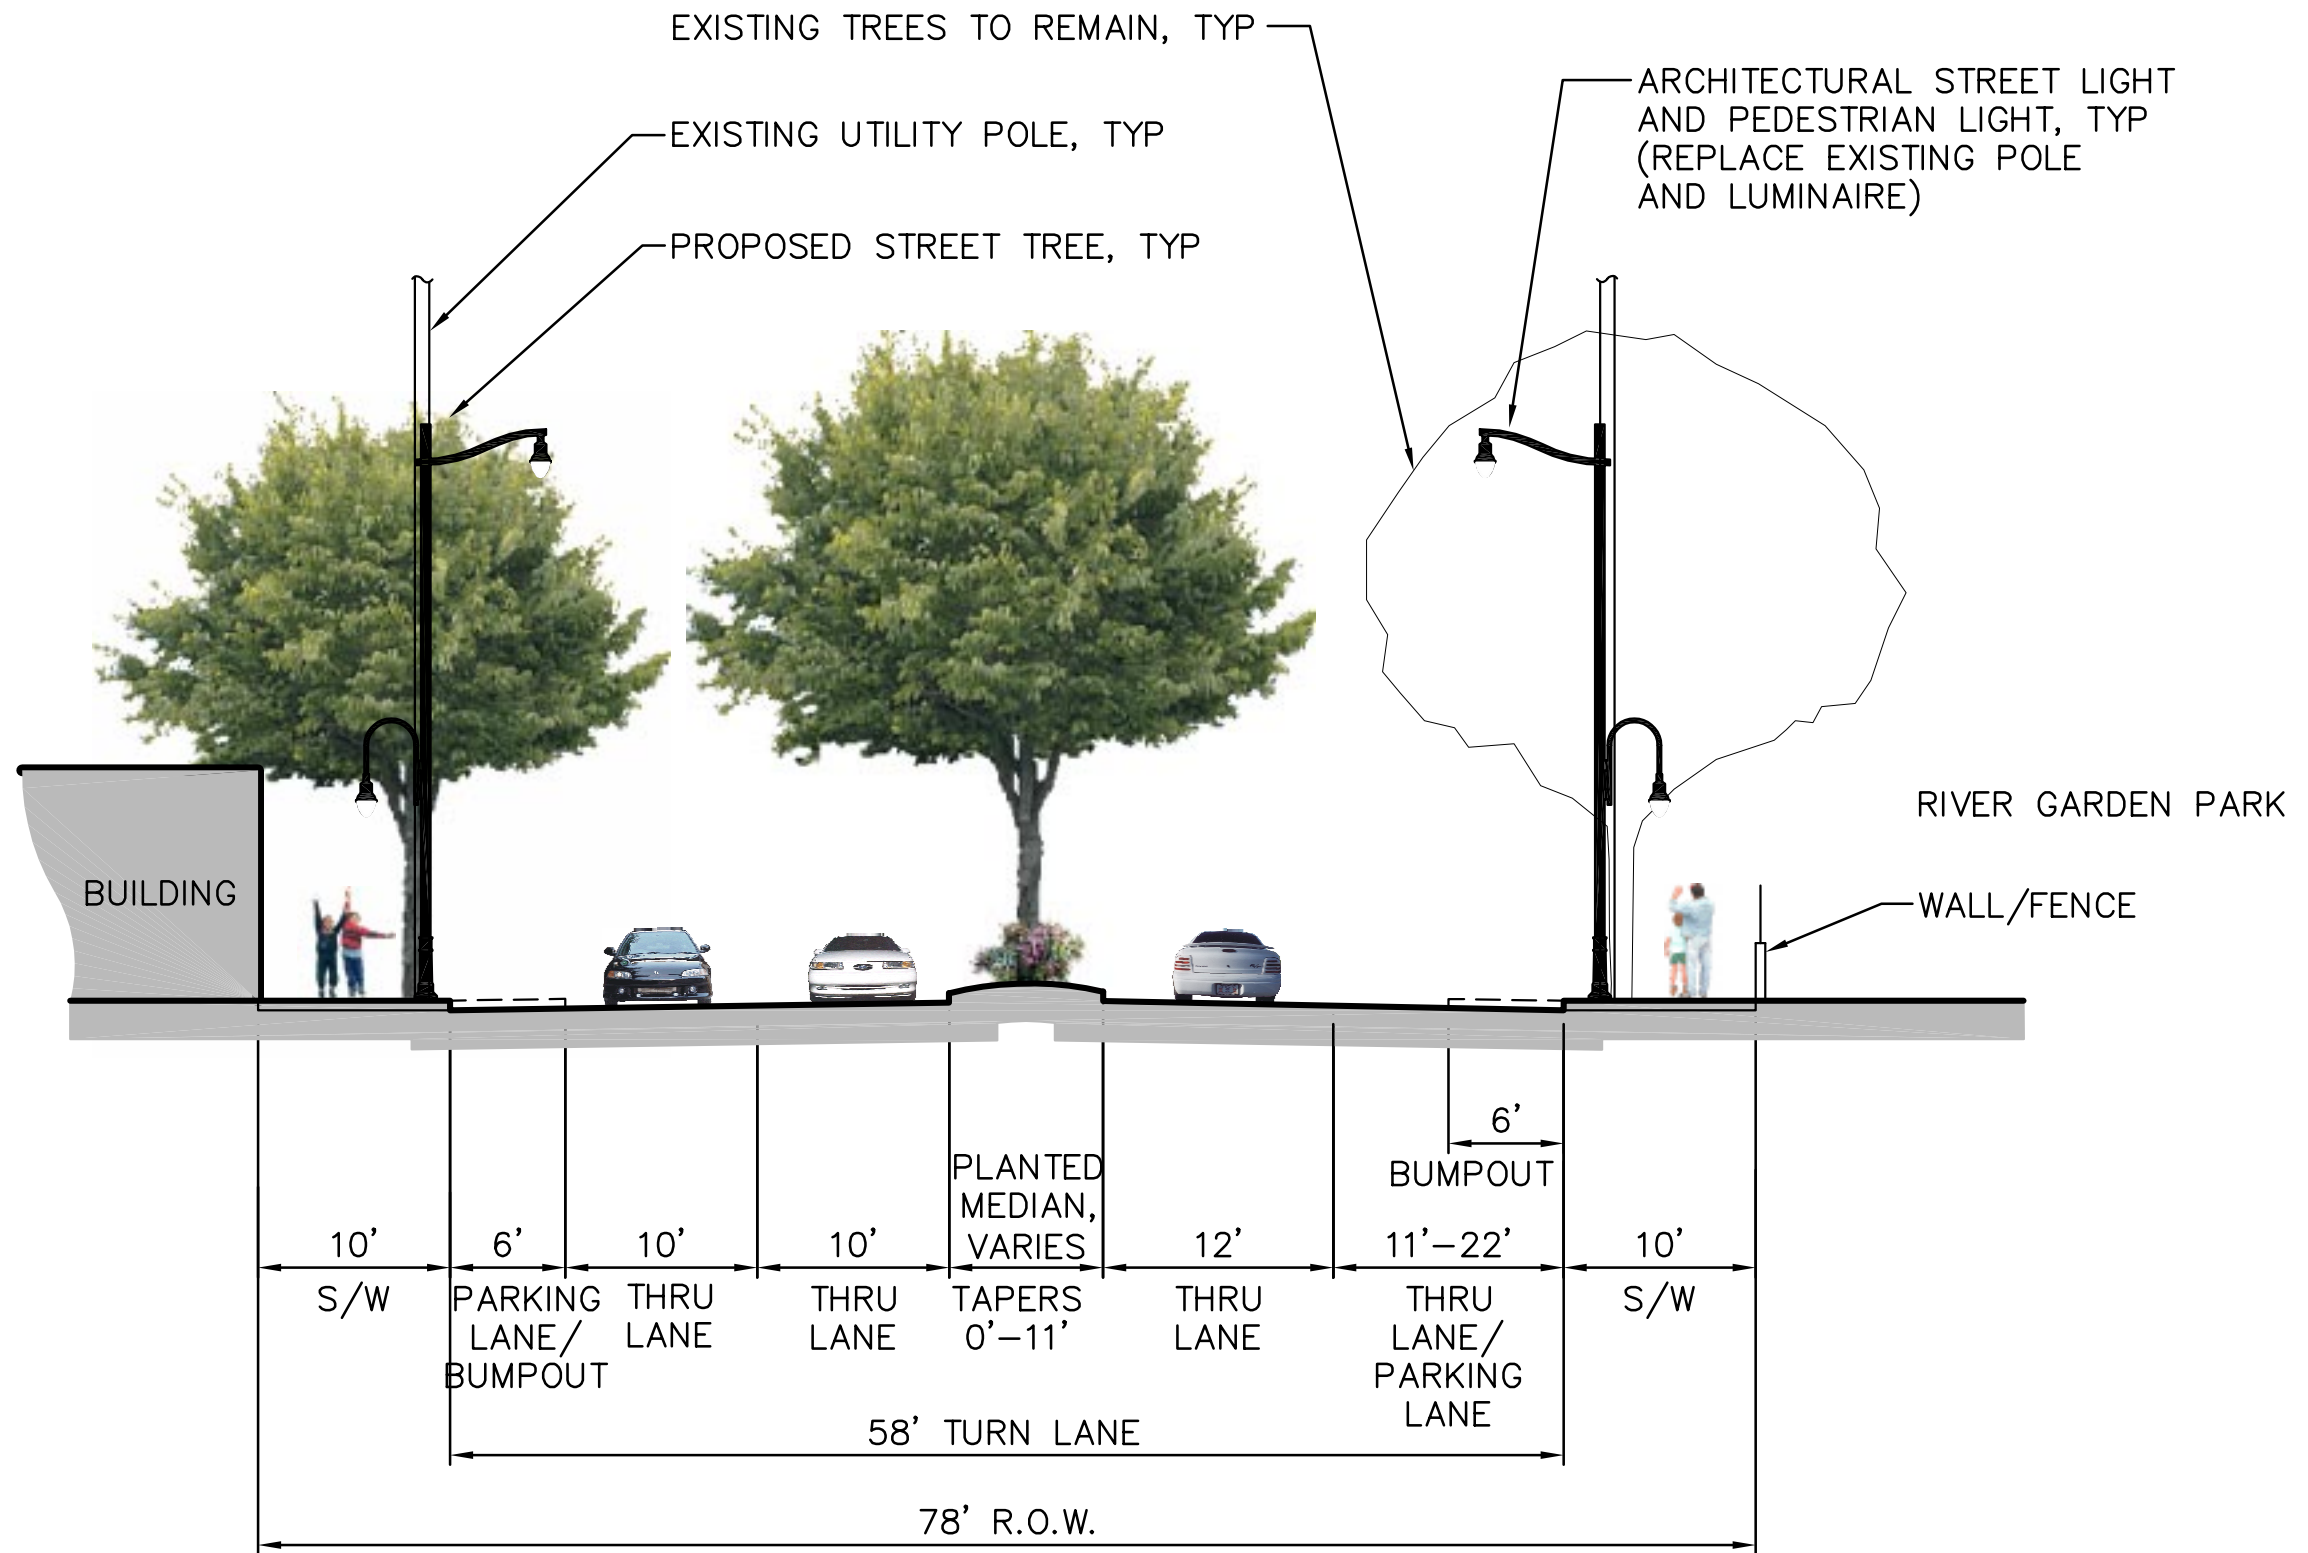 EXISTING TREES TO REMAIN, TYP
ARCHITECTURAL STREET LIGHT
AND PEDESTRIAN LIGHT, TYP
(REPLACE EXISTING POLE
AND LUMINAIRE)
EXISTING UTILITY POLE, TYP
PROPOSED STREET TREE, TYP
RIVER GARDEN PARK
BUILDING
WALL/FENCE
6'
BUMPOUT
10'
S/W
6'
PARKING
LANE/
BUMPOUT
10'
THRU
LANE
10'
THRU
LANE
PLANTED
MEDIAN,
VARIES
TAPERS
0'-11'
12'
THRU
LANE
11'-22'
THRU
LANE/
PARKING
LANE
10'
S/W
58' TURN LANE
78' R.O.W.